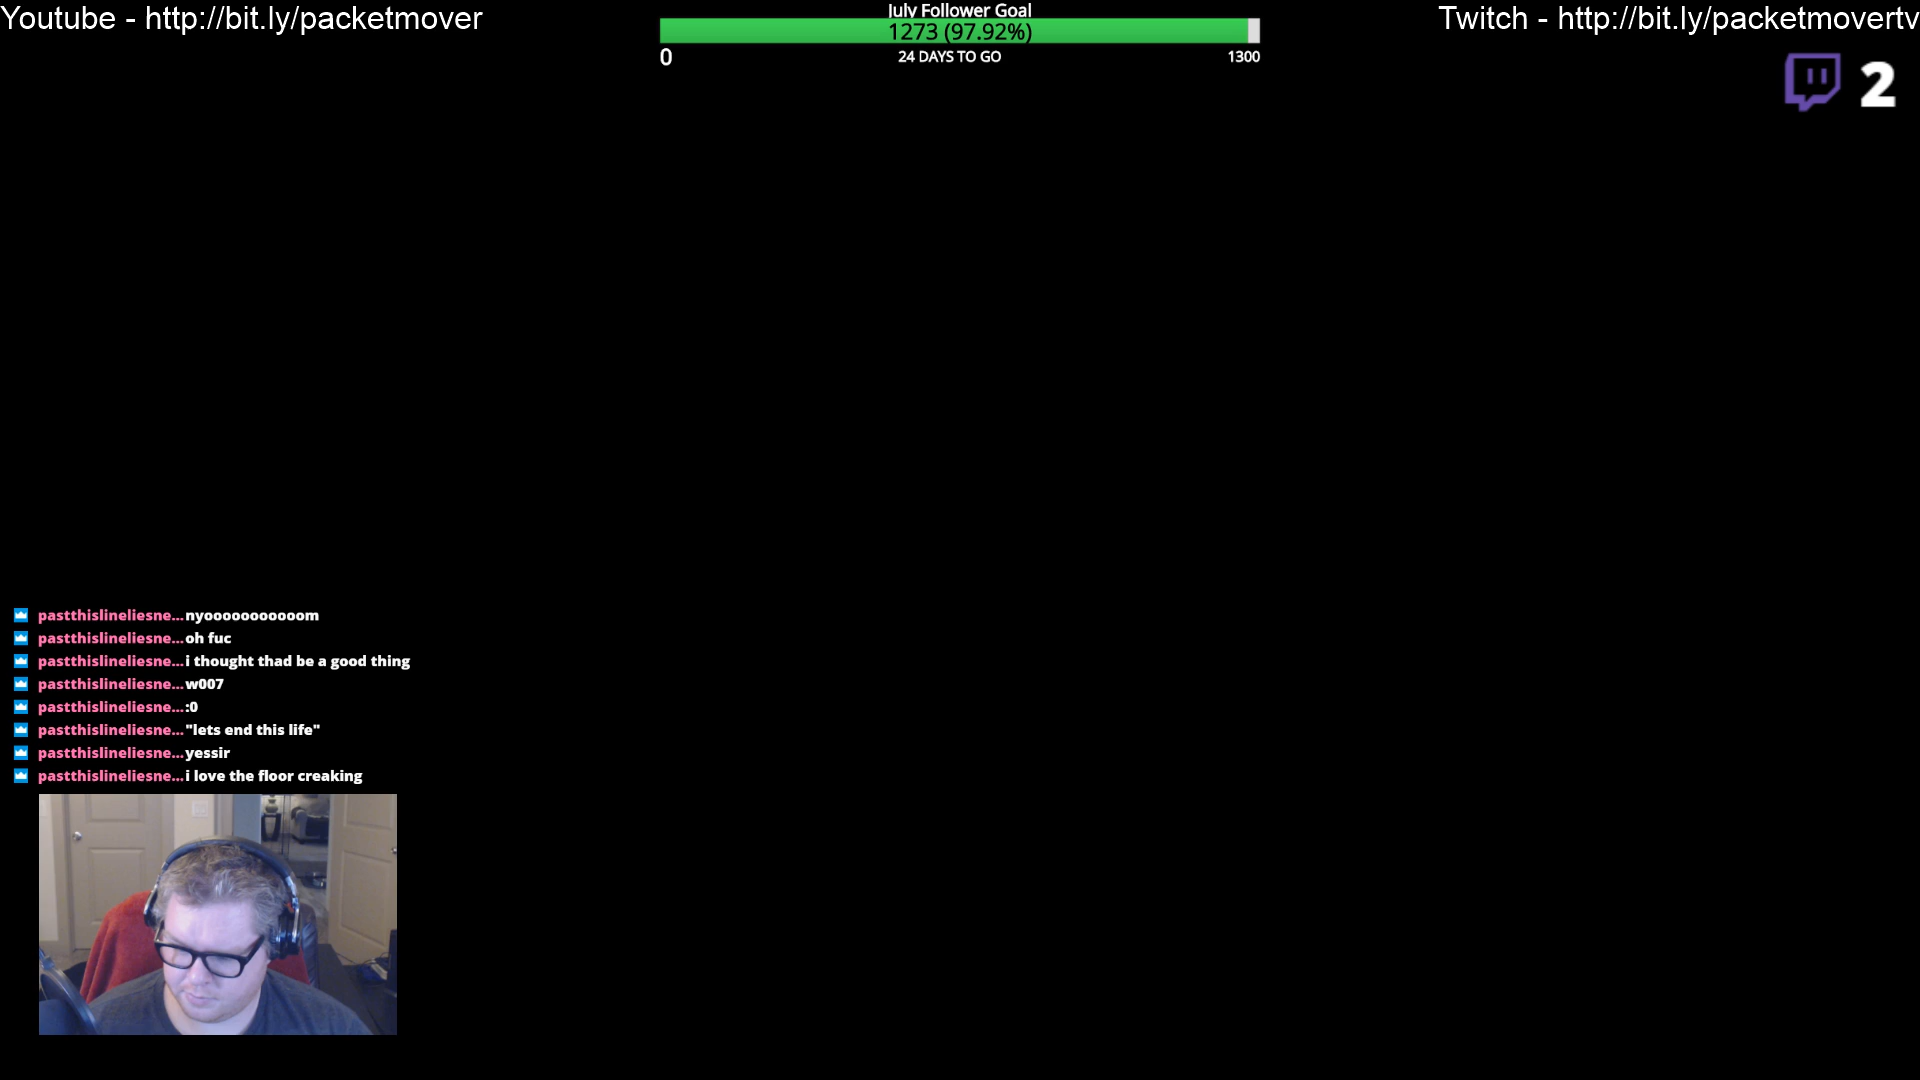 Youtube - http://bit.ly/packetmover
July Follower Goal
1273 (97.92%)
0
24 DAYS TO GO
1300
Twitch - http://bit.ly/packetmovertv
2
pastthislineliesne...nyooooooooooom
pastthislineliesne...oh fuc
pastthislineliesne...i thought thad be a good thing
pastthislineliesne...w007
pastthislineliesne...:0
pastthislineliesne..."lets end this life"
pastthislineliesne...yessir
pastthislineliesne...i love the floor creaking